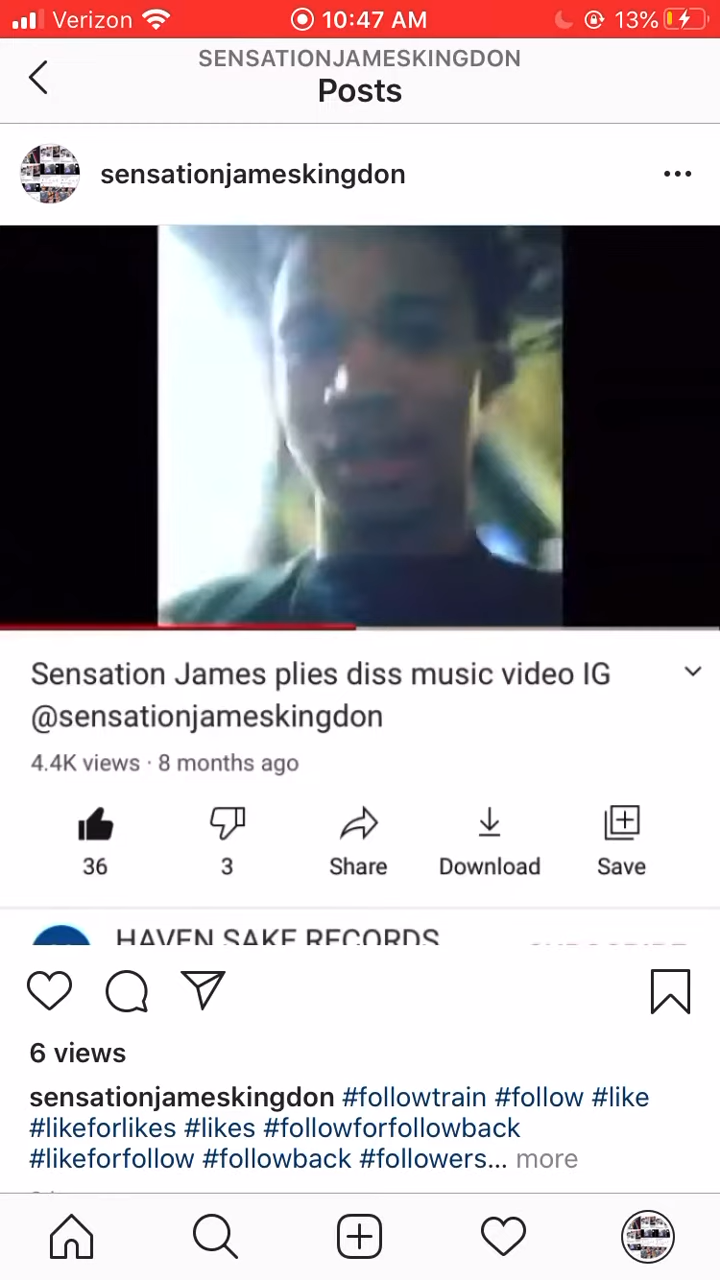 Verizon 10:47 AM 13%
SENSATIONJAMESKINGDON
Posts
sensationjameskingdon
Sensation James plies diss music video IG
@sensationjameskingdon
4.4K views · 8 months ago
36 3 Share Download Save
HAVEN SAKE RECORDS
6 views
sensationjameskingdon #followtrain #follow #like
#likeforlikes #likes #followforfollowback
#likeforfollow #followback #followers... more